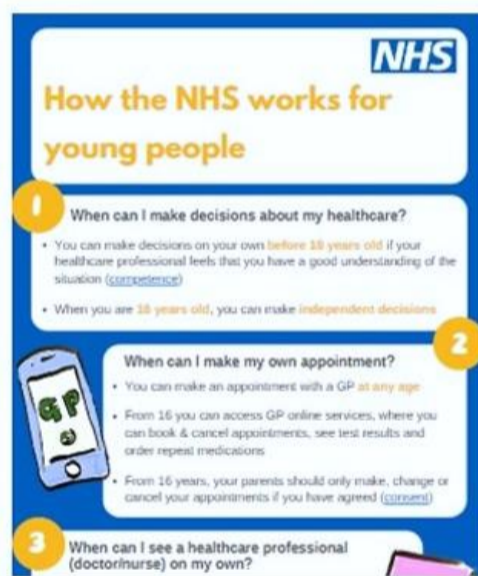 NHS
How the NHS works for
young people
1
When can I make decisions about my healthcare?
• You can make decisions on your own before 18 years old if your
healthcare professional feels that you have a good understanding of the
situation (competence)
• When you are 18 years old, you can make independent decisions
2
When can I make my own appointment?
• You can make an appointment with a GP at any age
• From 16 you can access GP online services, where you
can book & cancel appointments, see test results and
order repeat medications
• From 16 years, your parents should only make, change or
cancel your appointments if you have agreed (consent)
GP
3
When can I see a healthcare professional
(doctor/nurse) on my own?